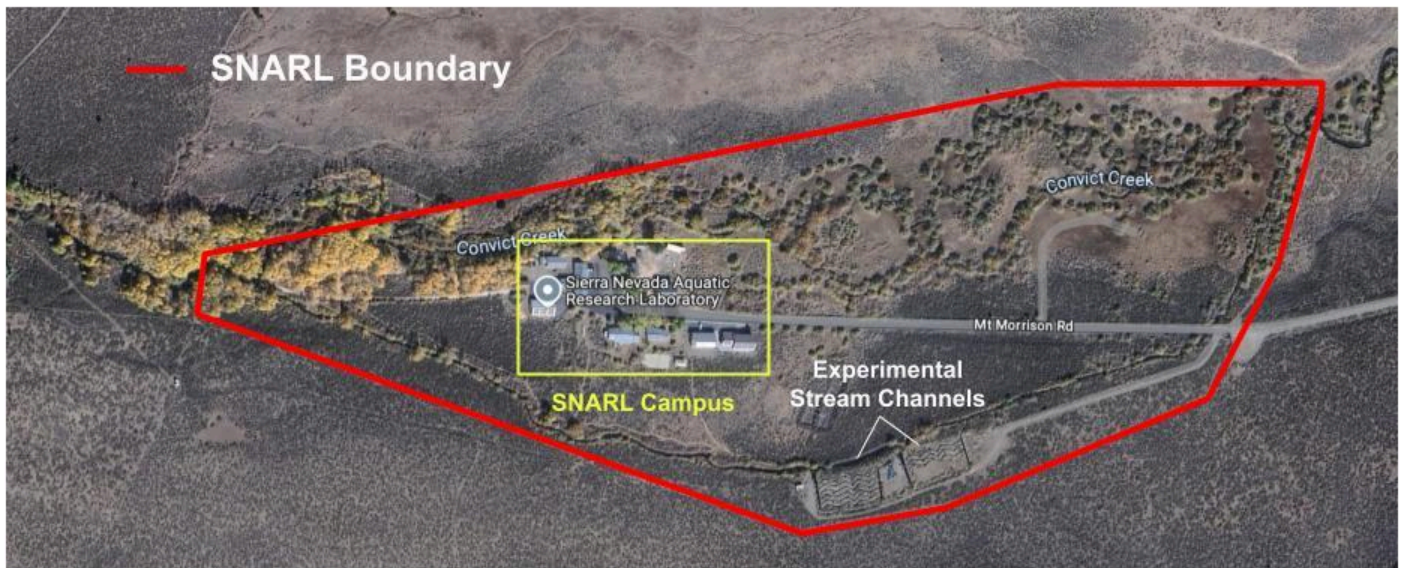 SNARL Boundary
Convict Creek
Convict Creek
Sierra Nevada Aquatic
Research Laboratory
Mt Morrison Rd
Experimental
Stream Channels
SNARL Campus